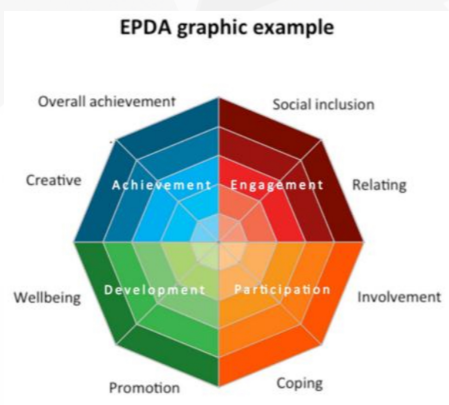 EPDA graphic example
Overall achievement
Social inclusion
Creative
Achievement
Engagement
Relating
Wellbeing
Development
Participation
Involvement
Promotion
Coping